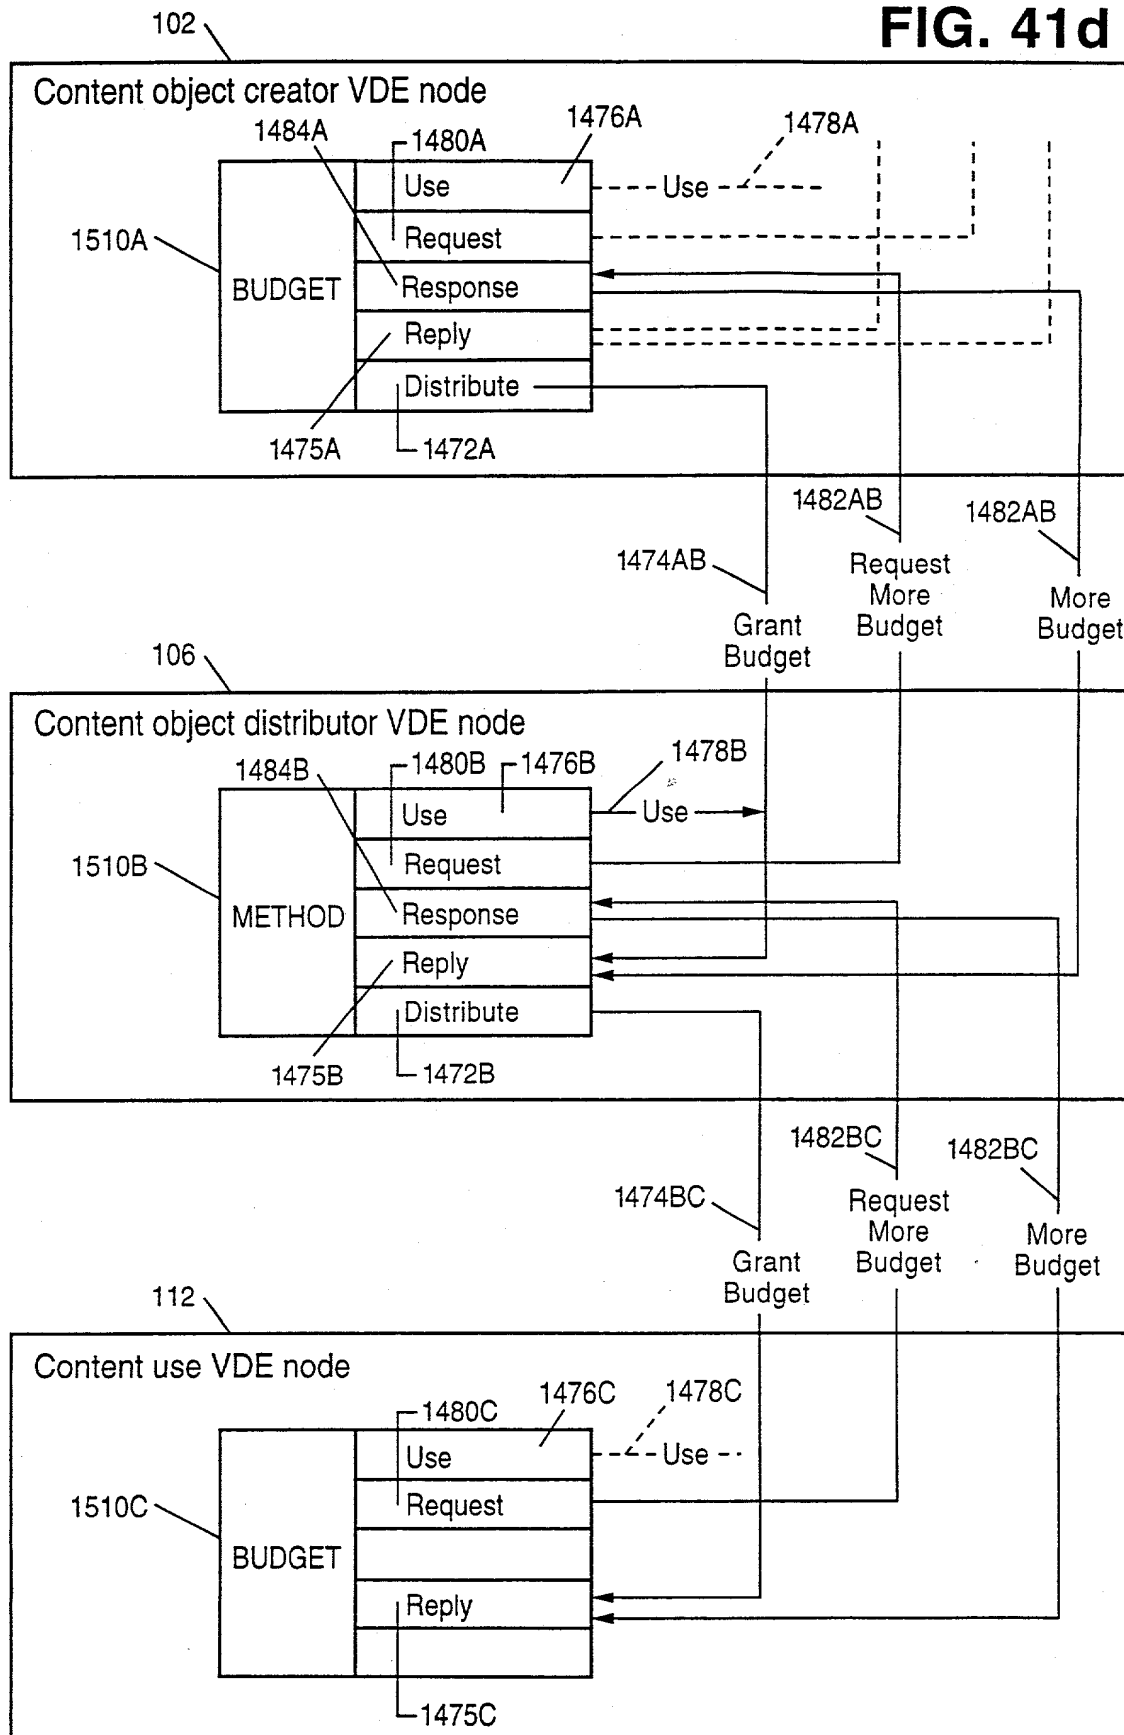 FIG. 41d
102
Content object creator VDE node
1484A
1480A
1476A
1478A
Use
Use
1510A
Request
BUDGET
Response
Reply
Distribute
1475A
1472A
1482AB
1482AB
1474AB
Request
More
Budget
More
Budget
Grant
Budget
106
Content object distributor VDE node
1484B
1480B
1476B
1478B
Use
Use
1510B
Request
METHOD
Response
Reply
Distribute
1475B
1472B
1482BC
1482BC
1474BC
Request
More
Budget
More
Budget
Grant
Budget
112
Content use VDE node
1480C
1476C
1478C
Use
Use
1510C
Request
BUDGET
Reply
1475C